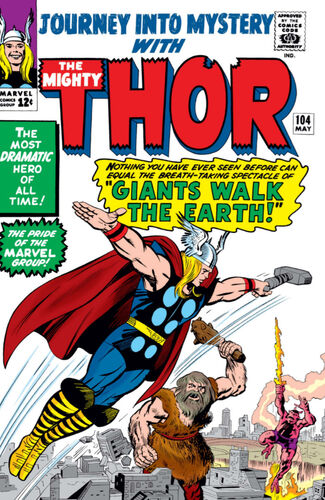 JOURNEY INTO MYSTERY
WITH
THE
MIGHTY
THOR
MARVEL
COMICS
GROUP
12¢
APPROVED
BY THE
COMICS
CODE
AUTHORITY
IND.
104
MAY
THE
MOST
DRAMATIC
HERO
OF
ALL
TIME!
NOTHING YOU HAVE EVER SEEN BEFORE CAN
EQUAL THE BREATH-TAKING SPECTACLE OF
"GIANTS WALK
THE EARTH!"
THE PRIDE
OF THE
MARVEL
GROUP!